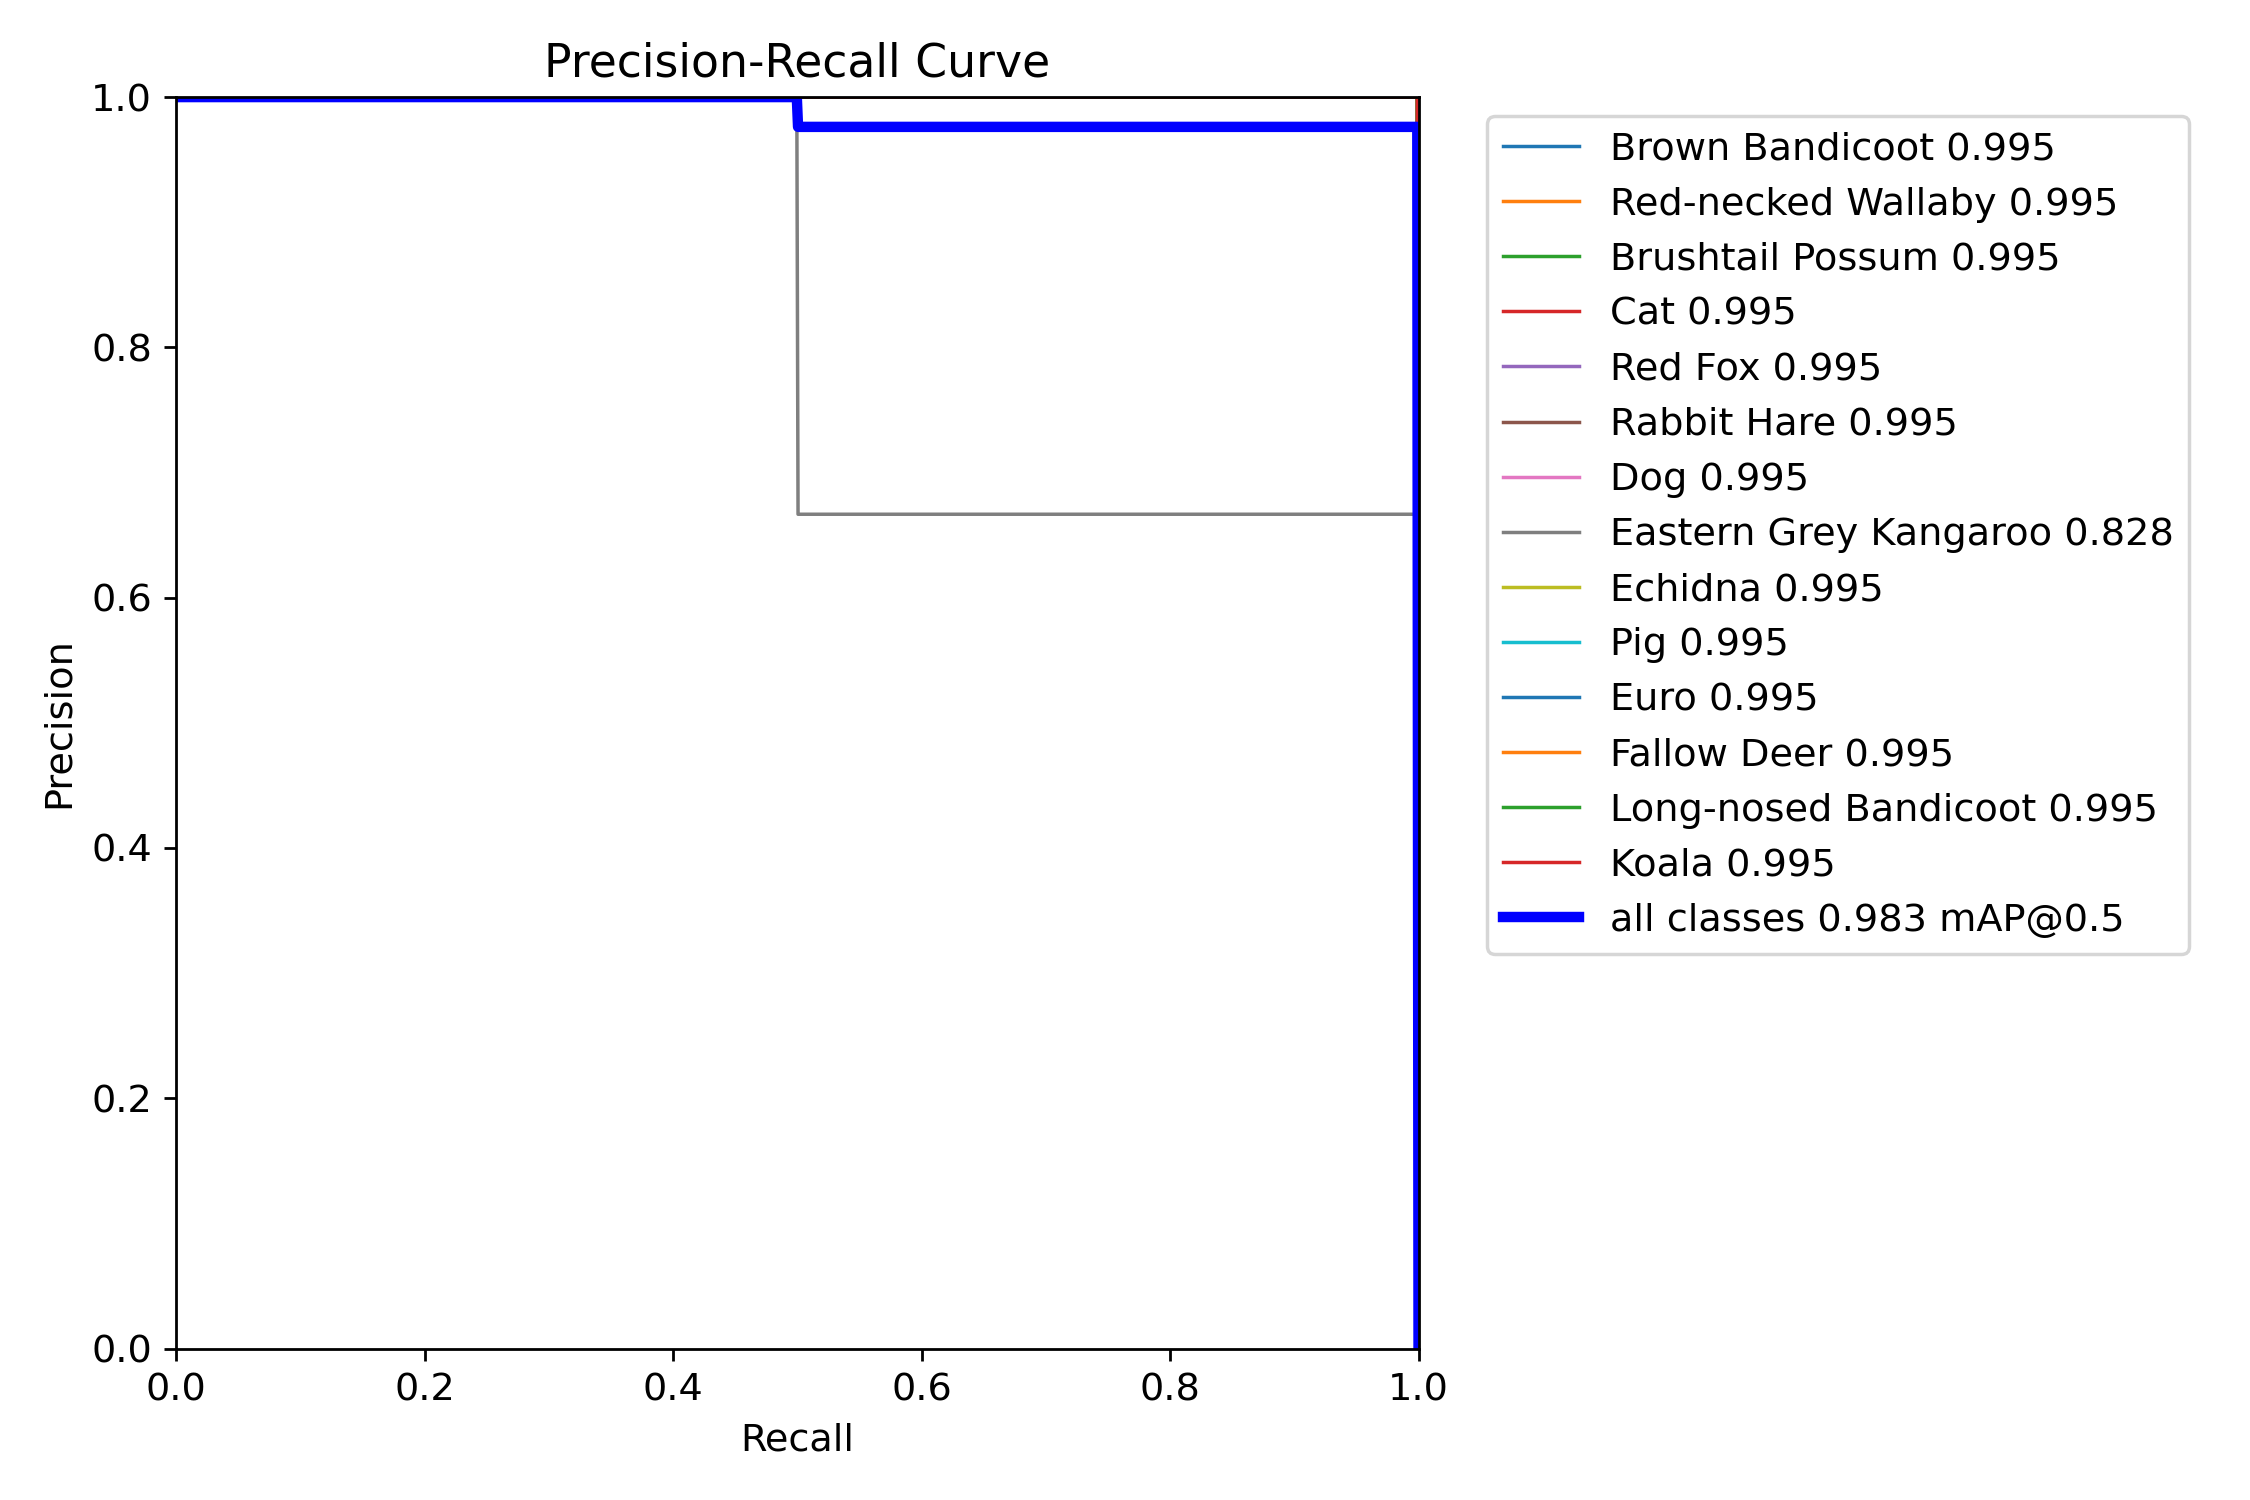 Precision-Recall Curve
1.0
0.8
0.6
0.4
0.2
0.0
Precision
0.0 0.2 0.4 0.6 0.8 1.0
Recall
Brown Bandicoot 0.995
Red-necked Wallaby 0.995
Brushtail Possum 0.995
Cat 0.995
Red Fox 0.995
Rabbit Hare 0.995
Dog 0.995
Eastern Grey Kangaroo 0.828
Echidna 0.995
Pig 0.995
Euro 0.995
Fallow Deer 0.995
Long-nosed Bandicoot 0.995
Koala 0.995
all classes 0.983 mAP@0.5